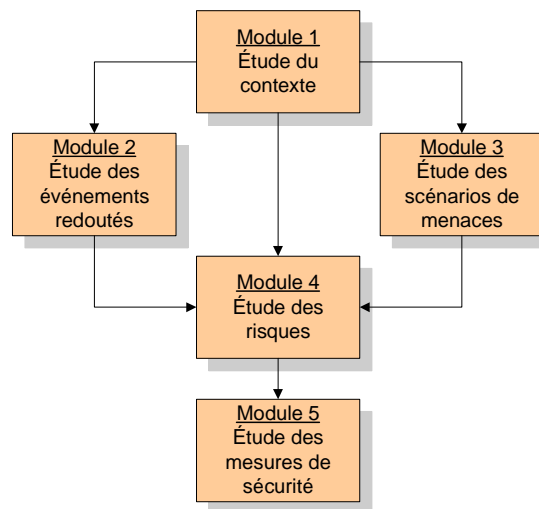 Module 1
Étude du
contexte
Module 2
Étude des
événements
redoutés
Module 3
Étude des
scénarios de
menaces
Module 4
Étude des
risques
Module 5
Étude des
mesures de
sécurité